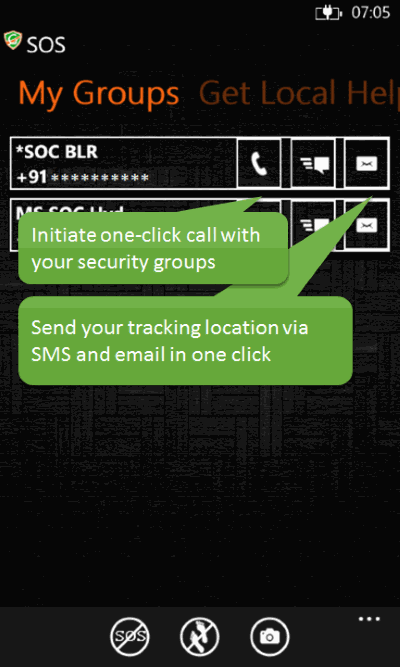 07:05
SOS
My Groups Get Local Help
*SOC BLR
+91**********
MS SOC Hyd
Initiate one-click call with
your security groups
Send your tracking location via
SMS and email in one click
SOS